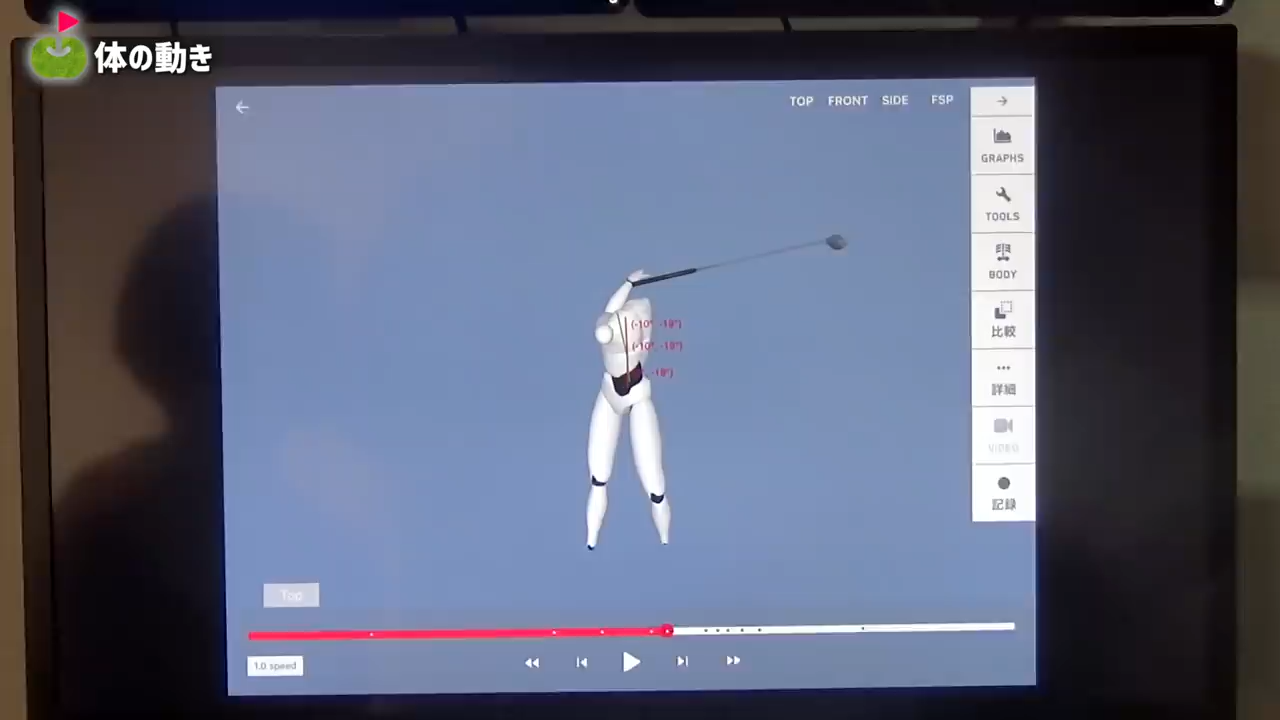 体の動き
TOP FRONT SIDE FSP
GRAPHS
TOOLS
BODY
比較
詳細
VIDEO
記録
(-10°, -19°)
(-10°, -18°)
, -18°)
Top
1.0 speed